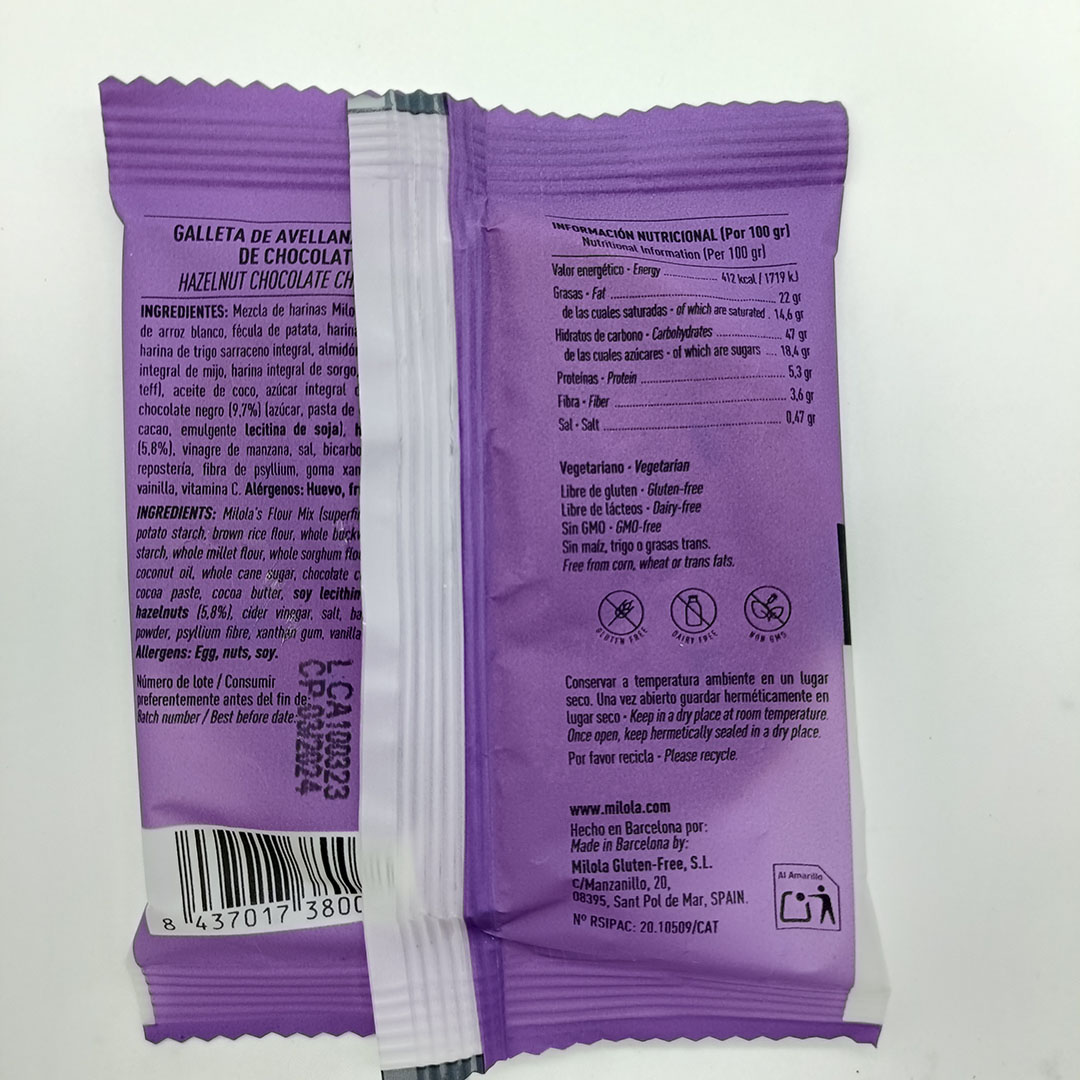 GALLETA DE AVELLAN
DE CHOCOLAT
HAZELNUT CHOCOLATE CH
INGREDIENTES: Mezcla de harinas Milo
de arroz blanco, fécula de patata, harin
harina de trigo sarraceno integral, almidó
integral de mijo, harina integral de sorgo,
teff), aceite de coco, azúcar integral
chocolate negro (9,7%) (azúcar, pasta de
cacao, emulgente lecitina de soja),
(5,8%), vinagre de manzana, sal, bicarbo
repostería, fibra de psyllium, goma xan
vainilla, vitamina C. Alérgenos: Huevo, fr
INGREDIENTS: Milola's Flour Mix (superfi
potato starch, brown rice flour, whole buck
starch, whole millet flour, whole sorghum flo
coconut oil, whole cane sugar, chocolate c
cocoa paste, cocoa butter, soy lecithin
hazelnuts (5,8%), cider vinegar, salt, ba
powder, psyllium fibre, xanthan gum, vanilla
Allergens: Egg, nuts, soy.
Número de lote / Consumir
preferentemente antes del fin de:
Batch number / Best before date:
L CA100323
CP 03/2024
8 437017 3800
INFORMACIÓN NUTRICIONAL (Por 100 gr)
Nutritional Information (Per 100 gr)
Valor energético - Energy 412 kcal / 1719 kJ
Grasas - Fat 22 gr
de las cuales saturadas - of which are saturated 14,6 gr
Hidratos de carbono - Carbohydrates 47 gr
de las cuales azúcares - of which are sugars 18,4 gr
Proteínas - Protein 5,3 gr
Fibra - Fiber 3,6 gr
Sal - Salt 0,47 gr
Vegetariano - Vegetarian
Libre de gluten - Gluten-free
Libre de lácteos - Dairy-free
Sin GMO - GMO-free
Sin maíz, trigo o grasas trans.
Free from corn, wheat or trans fats.
GLUTEN FREE DAIRY FREE NON GMO
Conservar a temperatura ambiente en un lugar
seco. Una vez abierto guardar herméticamente en
lugar seco - Keep in a dry place at room temperature.
Once open, keep hermetically sealed in a dry place.
Por favor recicla - Please recycle.
www.milola.com
Hecho en Barcelona por:
Made in Barcelona by:
Milola Gluten-Free, S.L.
C/Manzanillo, 20,
08395, Sant Pol de Mar, SPAIN.
Nº RSIPAC: 20.10509/CAT
Al Amarillo